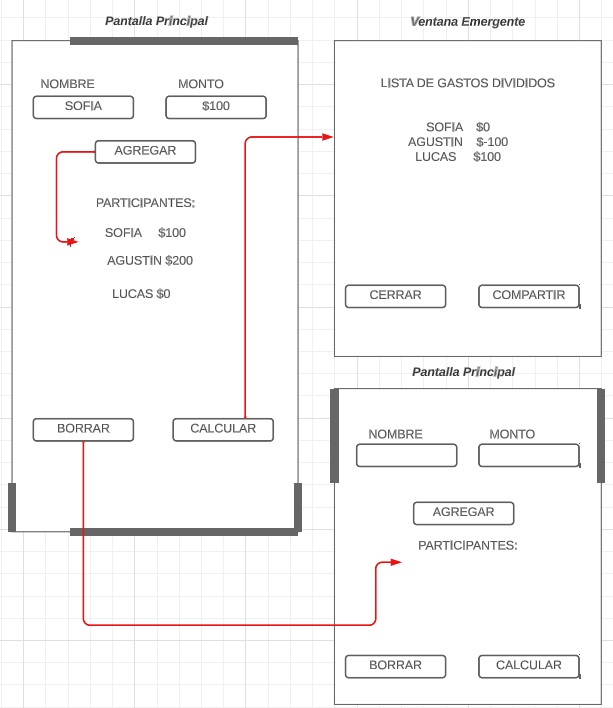 Pantalla Principal
NOMBRE MONTO
SOFIA $100
AGREGAR
PARTICIPANTES:
SOFIA $100
AGUSTIN $200
LUCAS $0
BORRAR CALCULAR
Ventana Emergente
LISTA DE GASTOS DIVIDIDOS
SOFIA $0
AGUSTIN $-100
LUCAS $100
CERRAR COMPARTIR
Pantalla Principal
NOMBRE MONTO
AGREGAR
PARTICIPANTES:
BORRAR CALCULAR